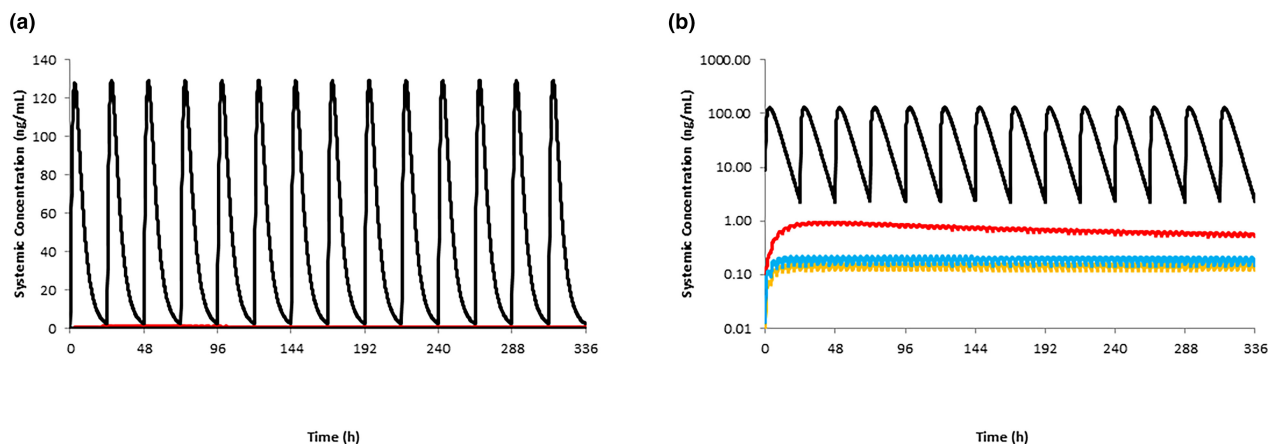 (a)
140
120
100
80
60
40
20
0
Systemic Concentration (ng/mL)
0 48 96 144 192 240 288 336
Time (h)
(b)
1000.00
100.00
10.00
1.00
0.10
0.01
Systemic Concentration (ng/mL)
0 48 96 144 192 240 288 336
Time (h)